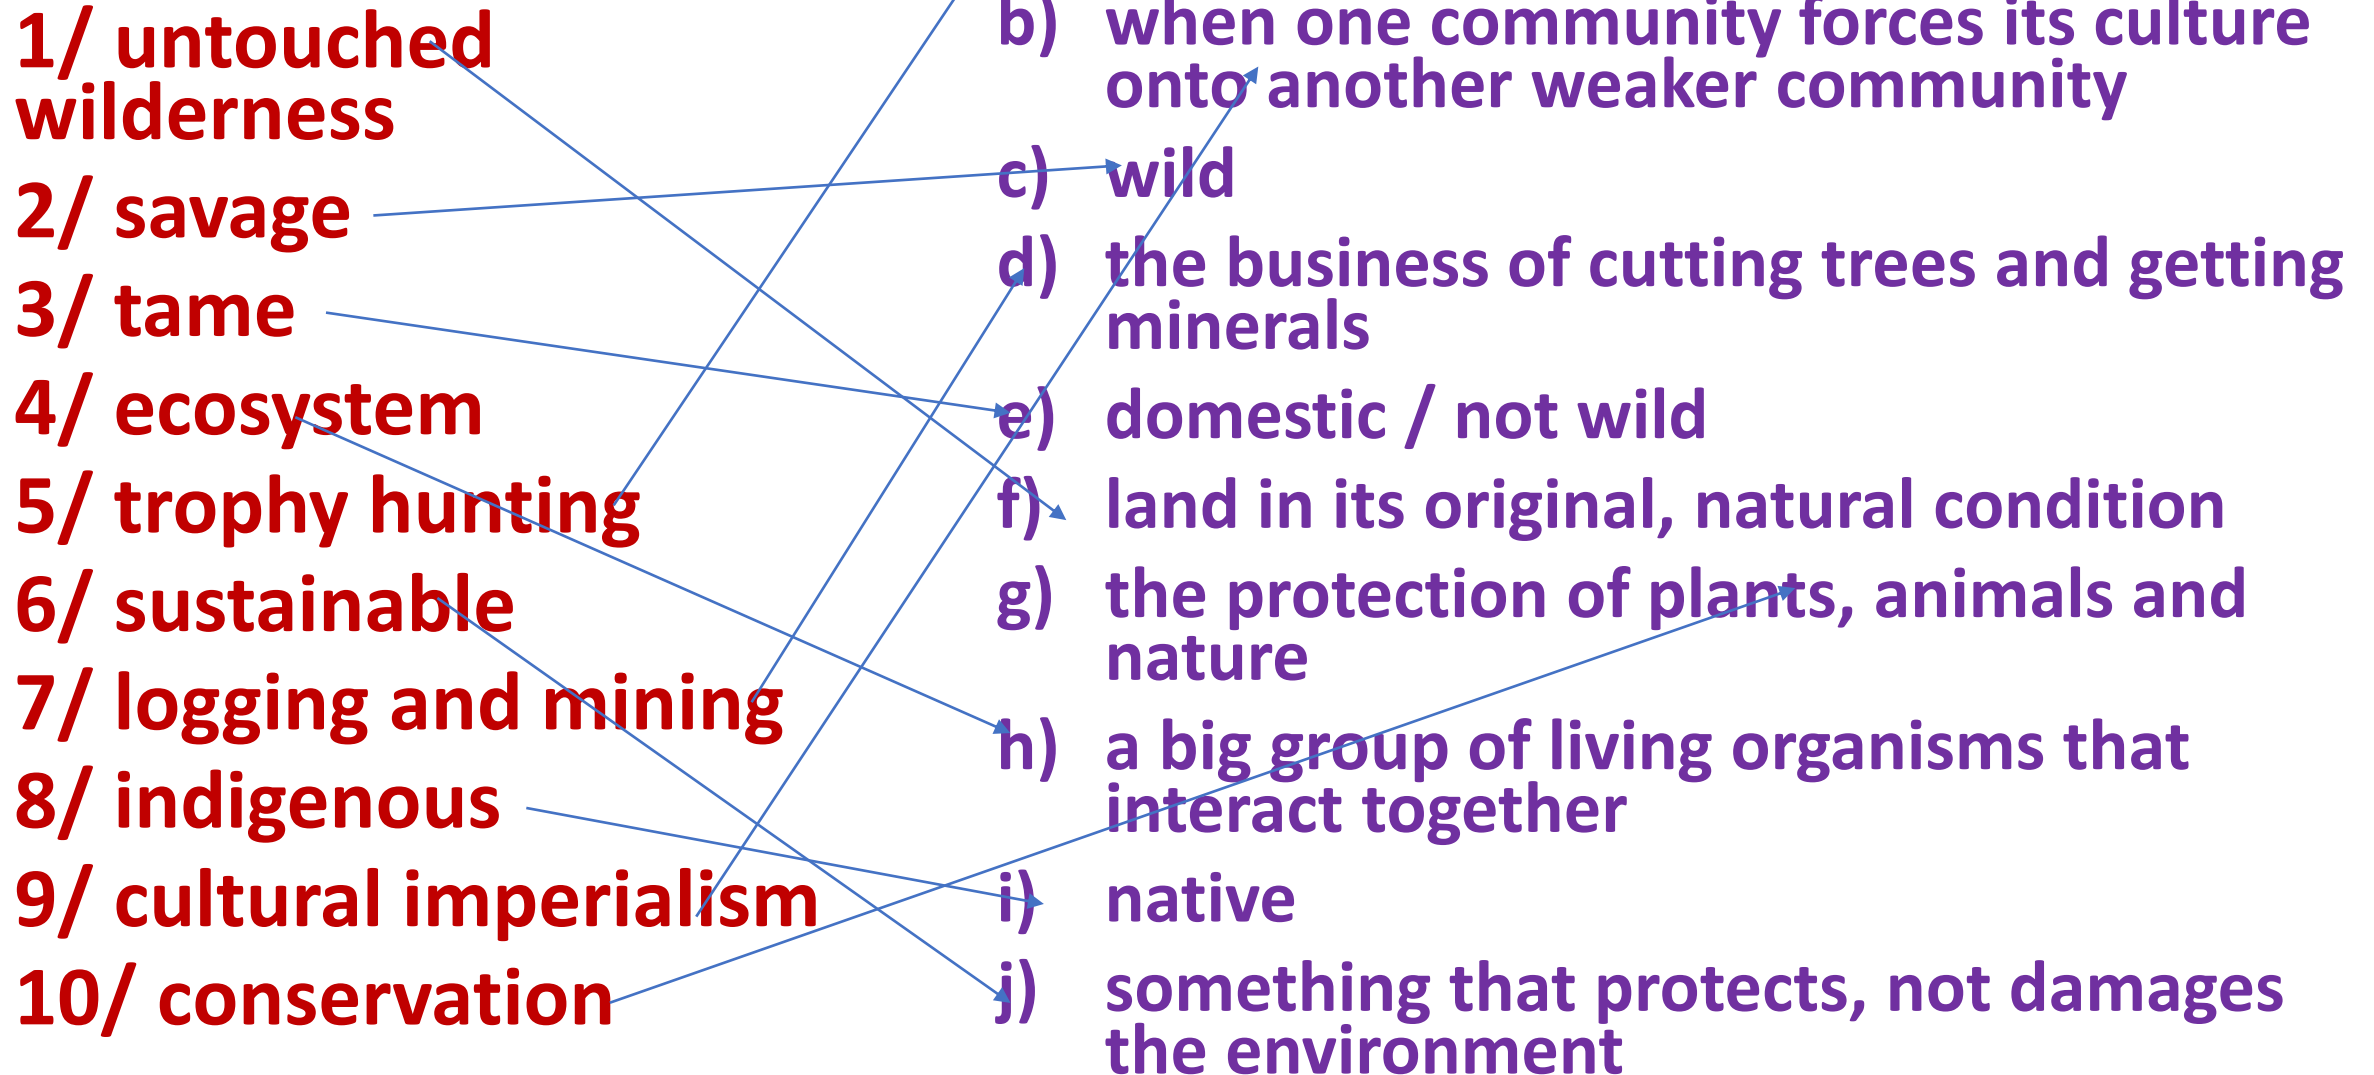 1/ untouched
wilderness
2/ savage
3/ tame
4/ ecosystem
5/ trophy hunting
6/ sustainable
7/ logging and mining
8/ indigenous
9/ cultural imperialism
10/ conservation
b) when one community forces its culture
onto another weaker community
c) wild
d) the business of cutting trees and getting
minerals
e) domestic / not wild
f) land in its original, natural condition
g) the protection of plants, animals and
nature
h) a big group of living organisms that
interact together
i) native
j) something that protects, not damages
the environment